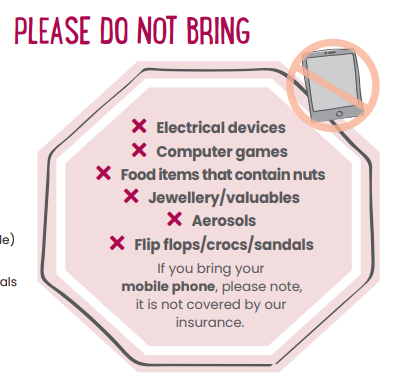 PLEASE DO NOT BRING
Electrical devices
Computer games
Food items that contain nuts
Jewellery/valuables
Aerosols
le)
Flip flops/crocs/sandals
If you bring your
als
mobile phone, please note,
it is not covered by our
insurance.